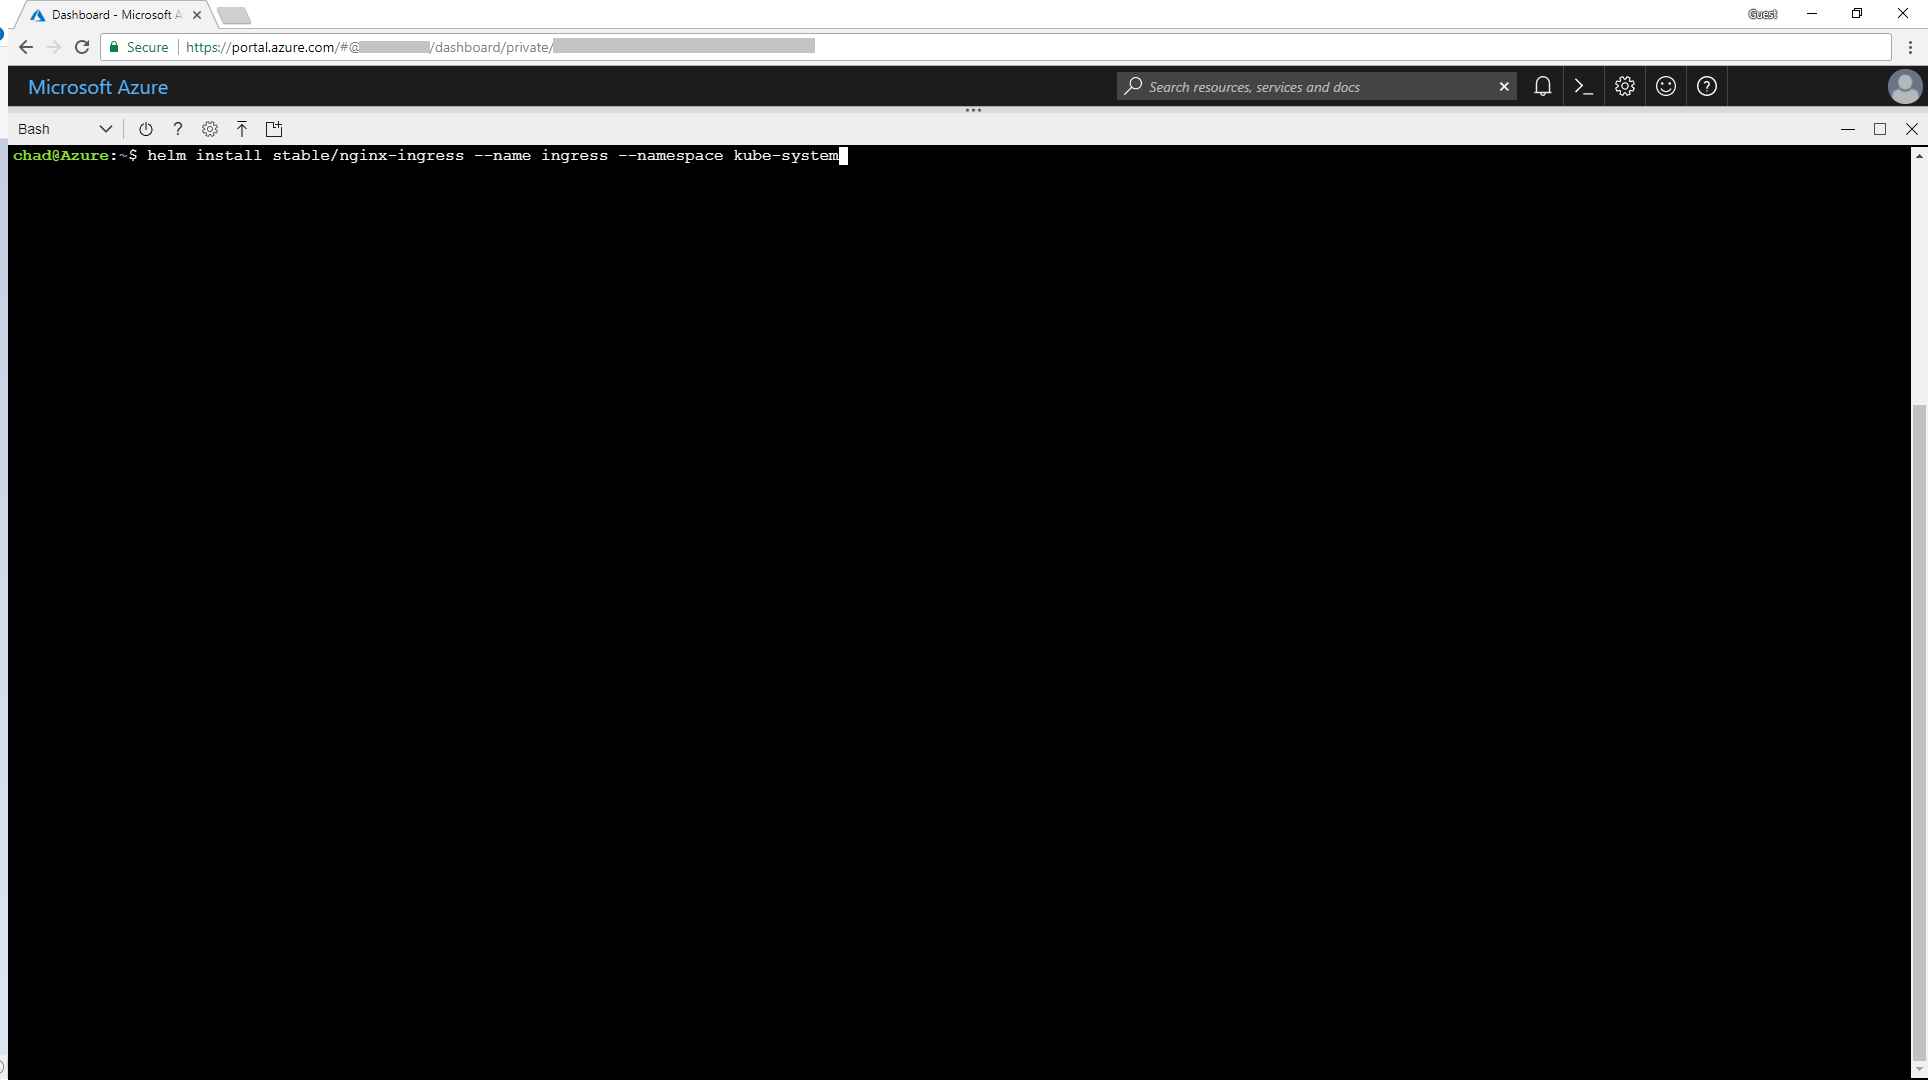 Dashboard - Microsoft A
Guest
Secure https://portal.azure.com/#@ /dashboard/private/
Microsoft Azure
Search resources, services and docs
Bash
chad@Azure:~$ helm install stable/nginx-ingress --name ingress --namespace kube-system